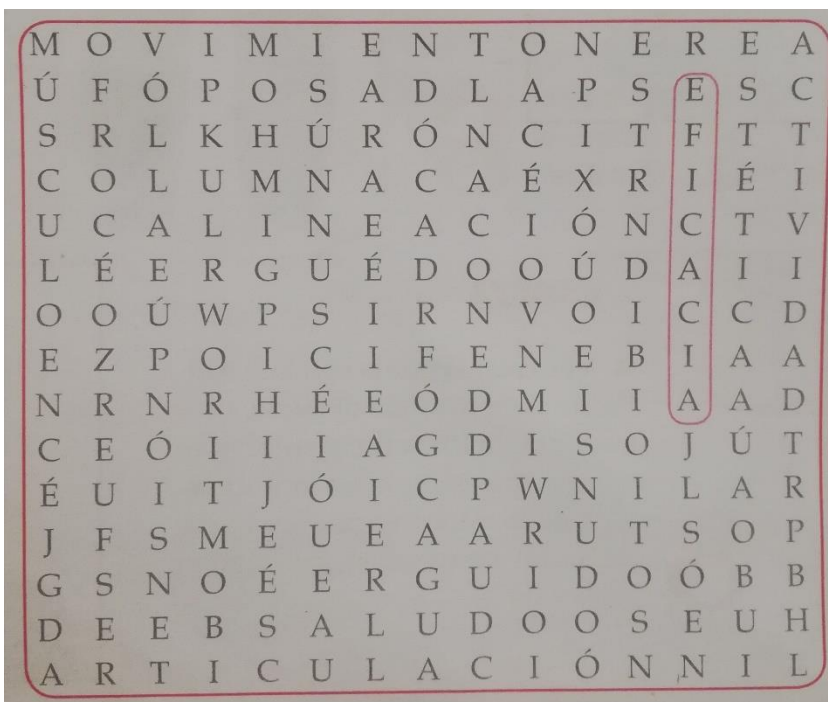 M O V I M I E N T O N E R E A
Ú F Ó P O S A D L A P S E S C
S R L K H Ú R Ó N C I T F T T
C O L U M N A C A É X R I É I
U C A L I N E A C I Ó N C T V
L É E R G U É D O O Ú D A I I
O O Ú W P S I R N V O I C C D
E Z P O I C I F E N E B I A A
N R N R H É E Ó D M I I A A D
C E Ó I I I A G D I S O J Ú T
É U I T J Ó I C P W N I L A R
J F S M E U E A A R U T S O P
G S N O É E R G U I D O Ó B B
D E E B S A L U D O O S E U H
A R T I C U L A C I Ó N N I L